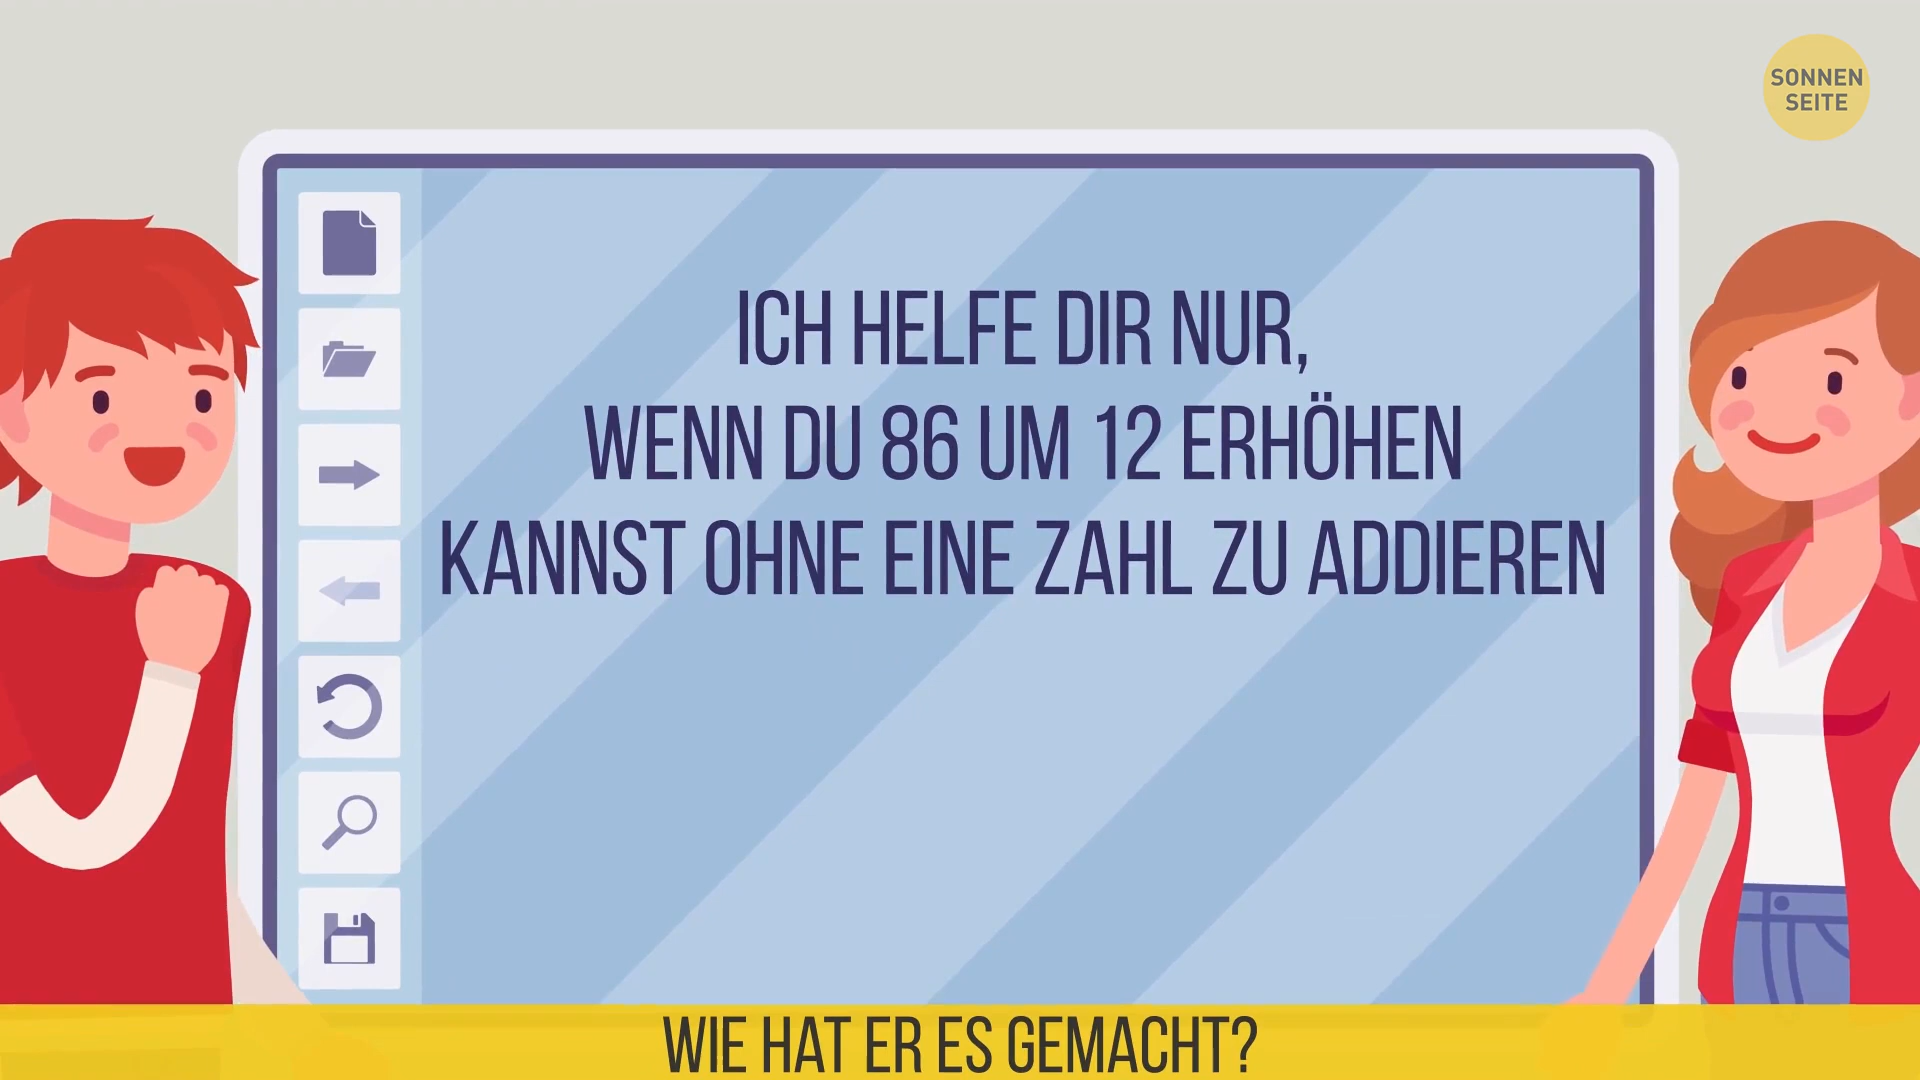 SONNEN
SEITE
ICH HELFE DIR NUR,
WENN DU 86 UM 12 ERHÖHEN
KANNST OHNE EINE ZAHL ZU ADDIEREN
WIE HAT ER ES GEMACHT?